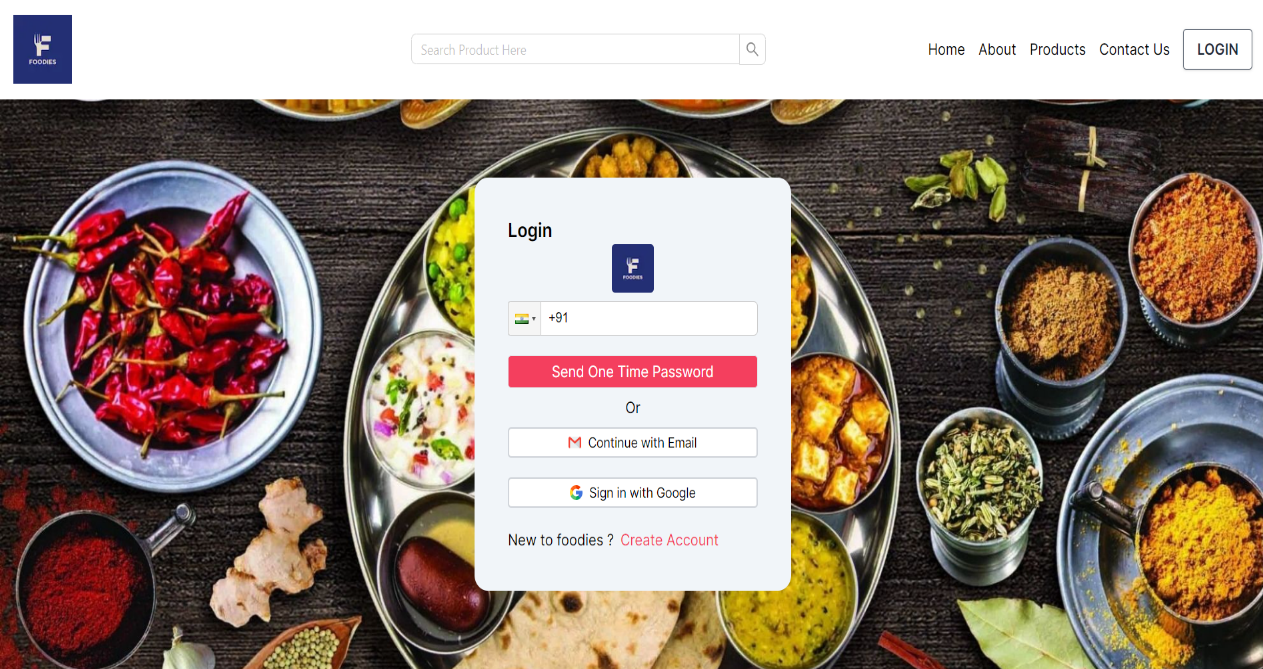 FOODIES
Search Product Here
Home About Products Contact Us LOGIN
Login
FOODIES
+91
Send One Time Password
Or
Continue with Email
Sign in with Google
New to foodies ? Create Account